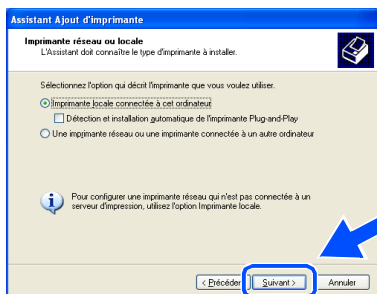 Assistant Ajout d'imprimante
Imprimante réseau ou locale
L'Assistant doit connaître le type d'imprimante à installer.
Sélectionnez l'option qui décrit l'imprimante que vous voulez utiliser.
Imprimante locale connectée à cet ordinateur
Détection et installation automatique de l'imprimante Plug-and-Play
Une imprimante réseau ou une imprimante connectée à un autre ordinateur
Pour configurer une imprimante réseau qui n'est pas connectée à un
serveur d'impression, utilisez l'option Imprimante locale.
< Précéden Suivant > Annuler